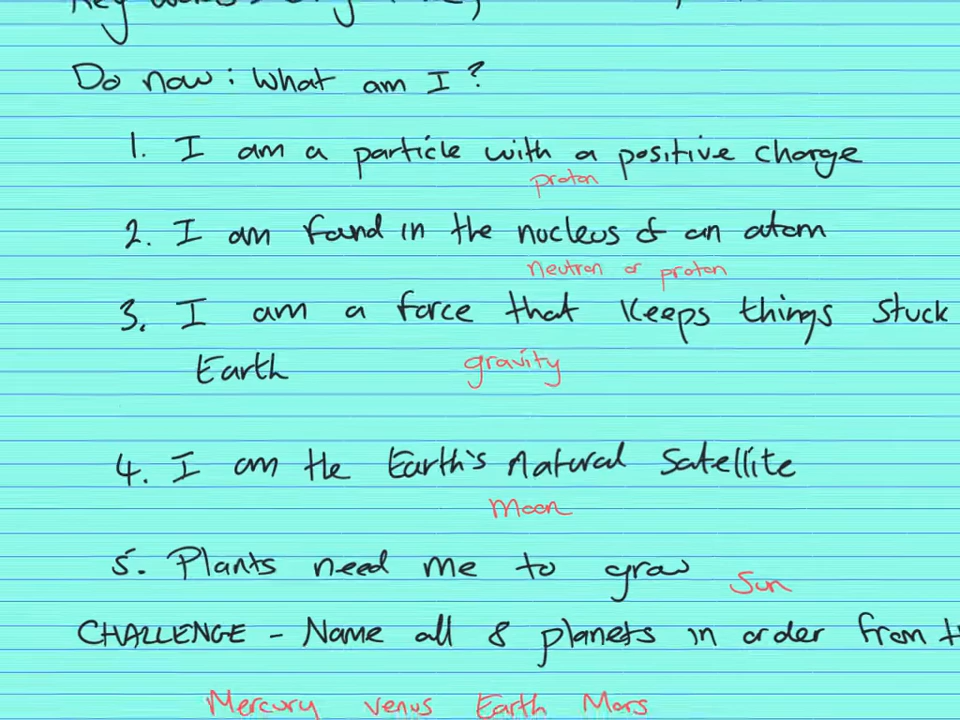 Do now : What am I ?
1. I am a particle with a positive charge
proton
2. I am found in the nucleus of an atom
neutron or proton
3. I am a force that keeps things stuck
Earth gravity
4. I am the Earth's natural satellite
Moon
5. Plants need me to grow Sun
CHALLENGE - Name all 8 planets in order from
Mercury venus Earth Mars